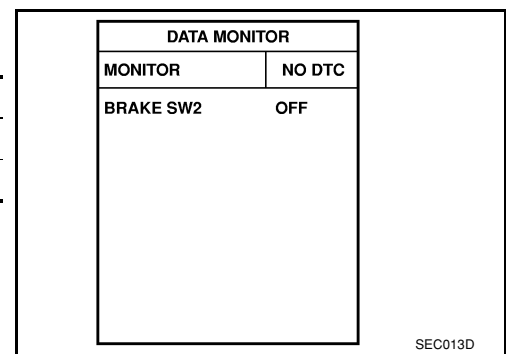 DATA MONITOR
MONITOR NO DTC
BRAKE SW2 OFF
SEC013D